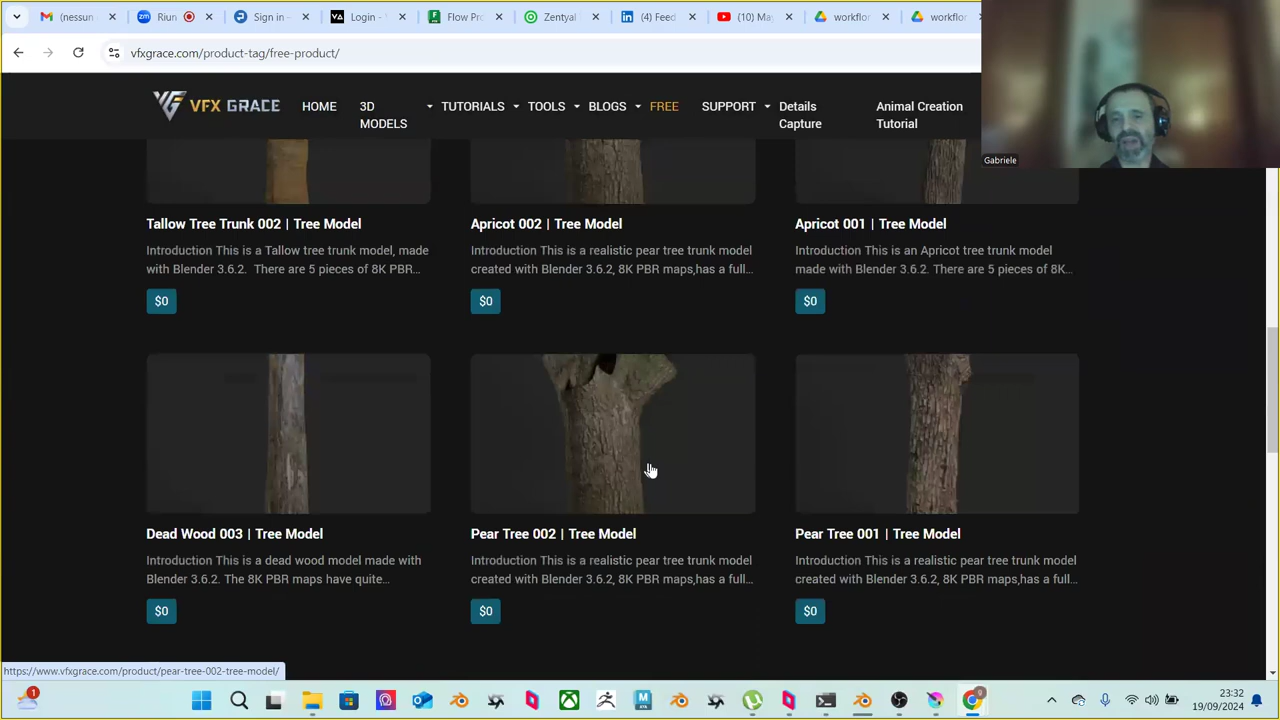 (nessun
Riun
Sign in -
Login -
Flow Pro
Zentyal
(4) Feed
(10) Ma
workflow
workflow
vfxgrace.com/product-tag/free-product/
VFX GRACE
HOME
3D MODELS
TUTORIALS
TOOLS
BLOGS
FREE
SUPPORT
Details Capture
Animal Creation Tutorial
Gabriele
Tallow Tree Trunk 002 | Tree Model
Introduction This is a Tallow tree trunk model, made
with Blender 3.6.2. There are 5 pieces of 8K PBR...
$0
Apricot 002 | Tree Model
Introduction This is a realistic pear tree trunk model
created with Blender 3.6.2, 8K PBR maps,has a full...
$0
Apricot 001 | Tree Model
Introduction This is an Apricot tree trunk model
made with Blender 3.6.2. There are 5 pieces of 8K...
$0
Dead Wood 003 | Tree Model
Introduction This is a dead wood model made with
Blender 3.6.2. The 8K PBR maps have quite...
$0
Pear Tree 002 | Tree Model
Introduction This is a realistic pear tree trunk model
created with Blender 3.6.2, 8K PBR maps,has a full...
$0
Pear Tree 001 | Tree Model
Introduction This is a realistic pear tree trunk model
created with Blender 3.6.2, 8K PBR maps,has a full...
$0
https://www.vfxgrace.com/product/pear-tree-002-tree-model/
1
23:32
19/09/2024